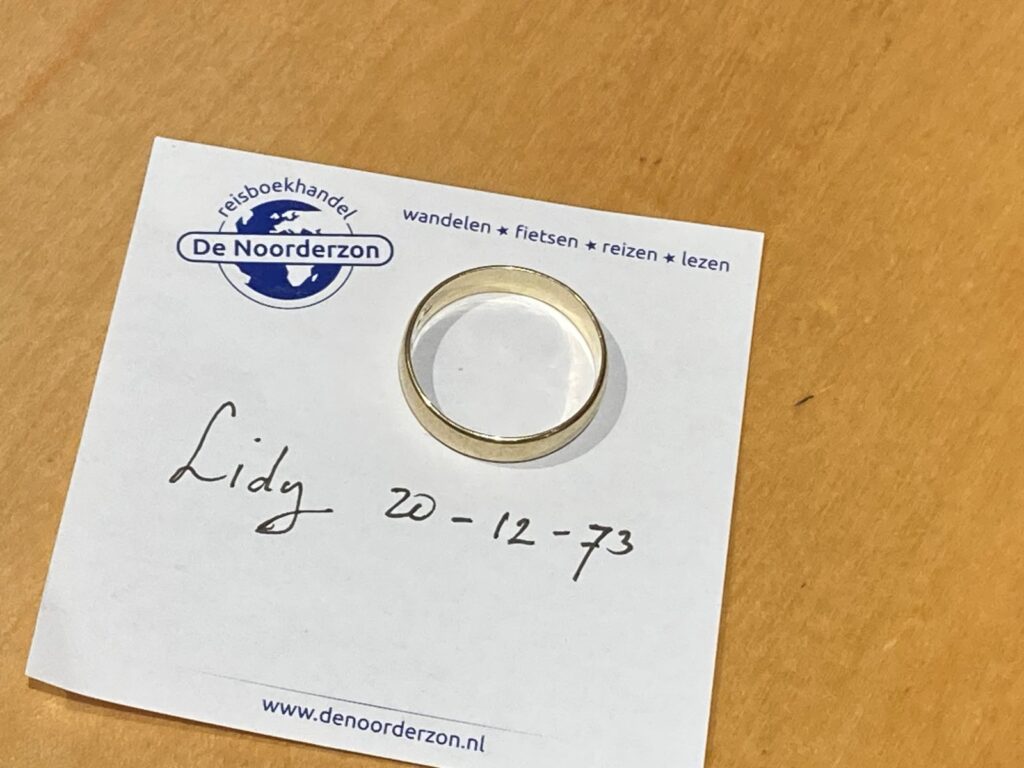 reisboekhandel
De Noorderzon
wandelen ★ fietsen ★ reizen ★ lezen
Lidy 20-12-73
www.denoorderzon.nl